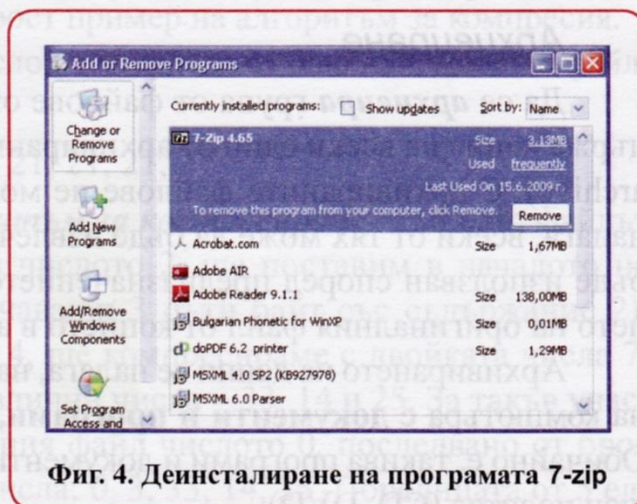 Add or Remove Programs
Change or Remove Programs
Add New Programs
Add/Remove Windows Components
Set Program Access and
Currently installed programs: Show updates Sort by: Name
7-Zip 4.65 Size 3,13MB
Used frequently
Last Used On 15.6.2009 г.
To remove this program from your computer, click Remove. Remove
Acrobat.com Size 1,67MB
Adobe AIR
Adobe Reader 9.1.1 Size 138,00MB
Bulgarian Phonetic for WinXP Size 0,01MB
doPDF 6.2 printer Size 1,29MB
MSXML 4.0 SP2 (KB927978)
MSXML 6.0 Parser
Фиг. 4. Деинсталиране на програмата 7-zip